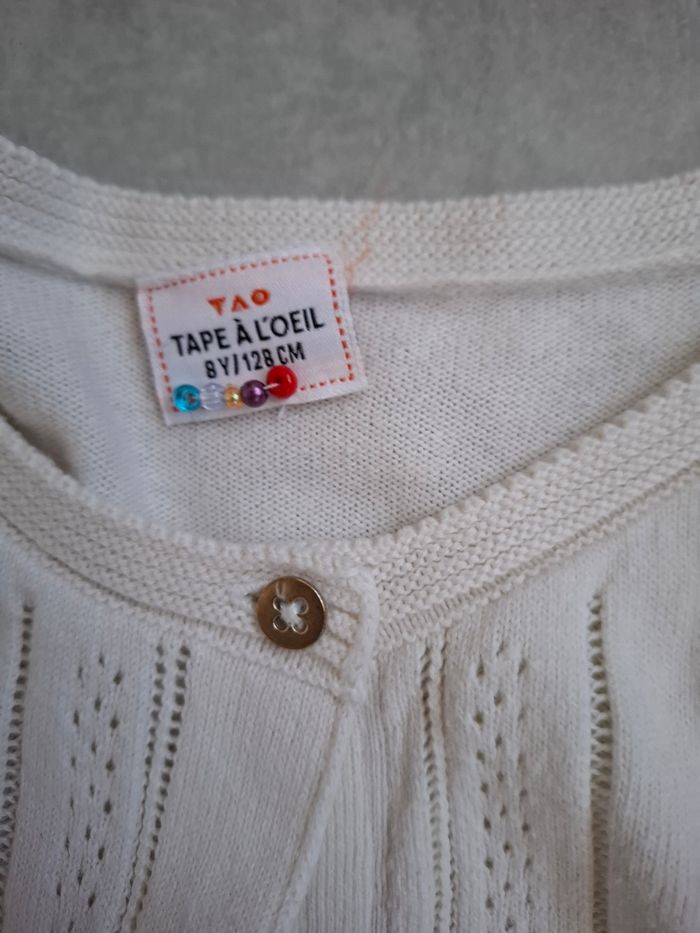 TAO
TAPE À L'OEIL
8Y/128CM